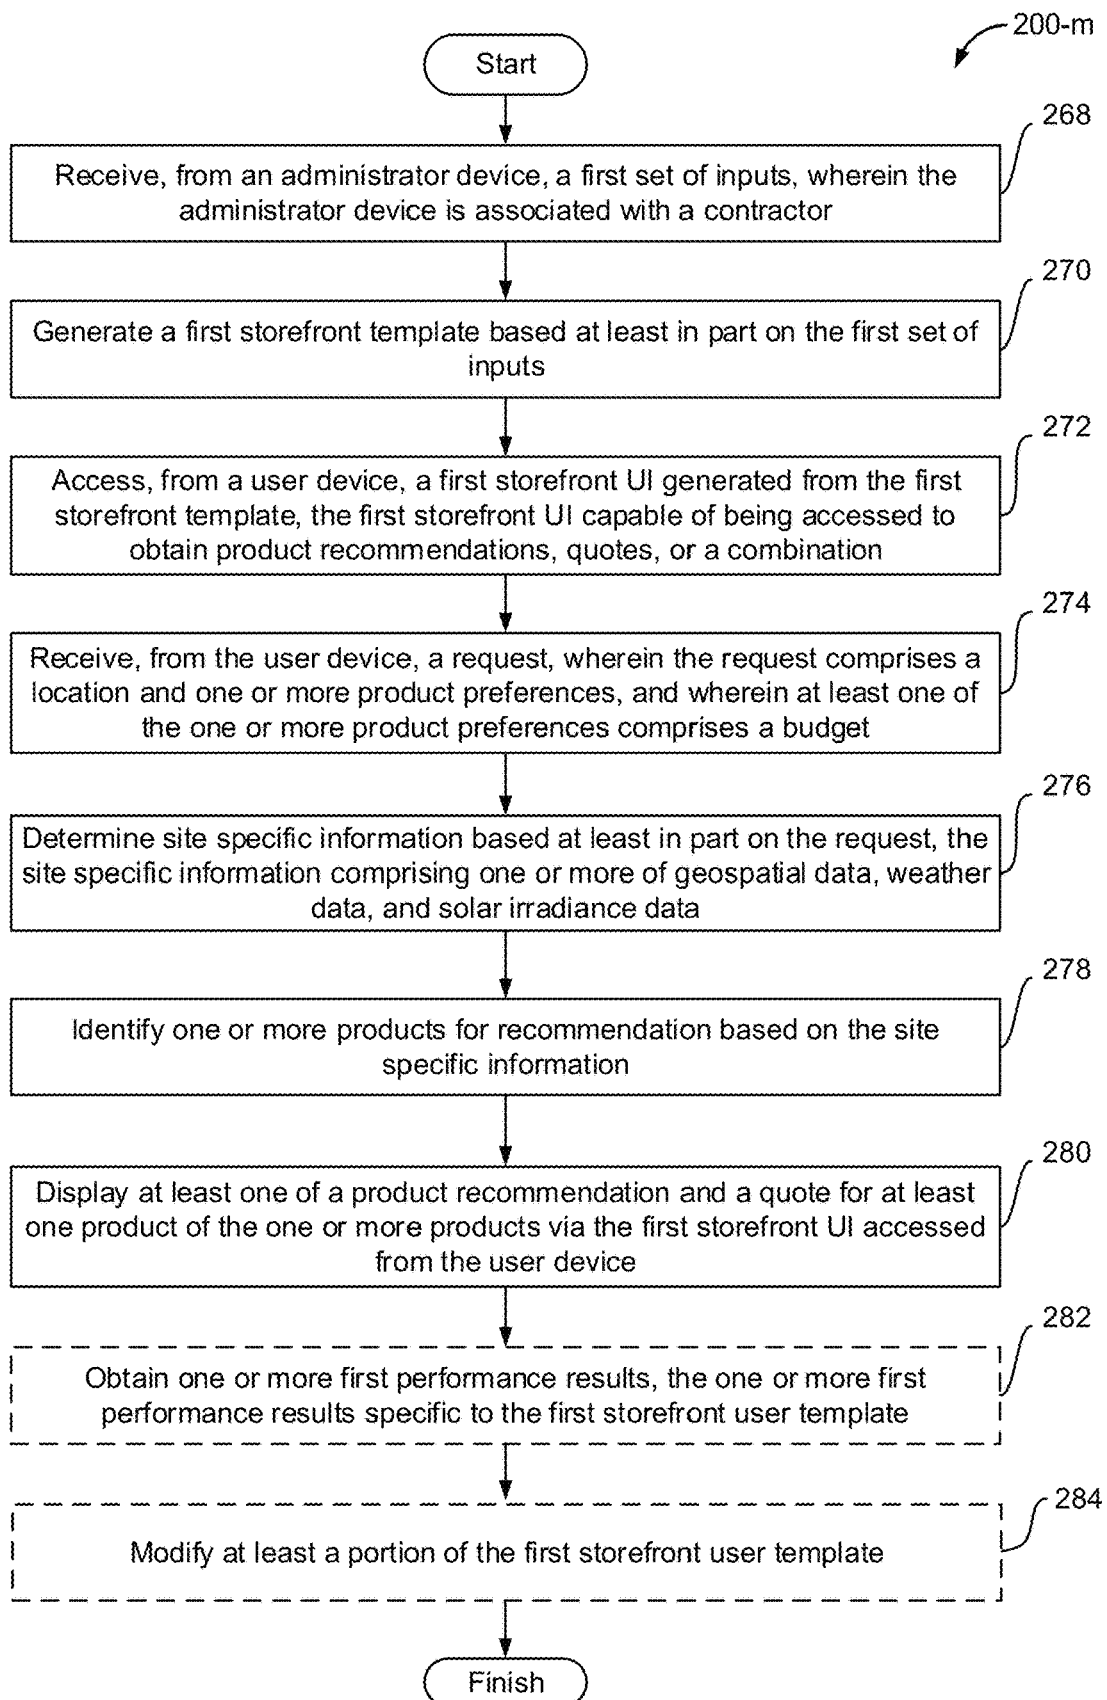 200-m
Start
268
Receive, from an administrator device, a first set of inputs, wherein the
administrator device is associated with a contractor
270
Generate a first storefront template based at least in part on the first set of
inputs
272
Access, from a user device, a first storefront UI generated from the first
storefront template, the first storefront UI capable of being accessed to
obtain product recommendations, quotes, or a combination
274
Receive, from the user device, a request, wherein the request comprises a
location and one or more product preferences, and wherein at least one of
the one or more product preferences comprises a budget
276
Determine site specific information based at least in part on the request, the
site specific information comprising one or more of geospatial data, weather
data, and solar irradiance data
278
Identify one or more products for recommendation based on the site
specific information
280
Display at least one of a product recommendation and a quote for at least
one product of the one or more products via the first storefront UI accessed
from the user device
282
Obtain one or more first performance results, the one or more first
performance results specific to the first storefront user template
284
Modify at least a portion of the first storefront user template
Finish